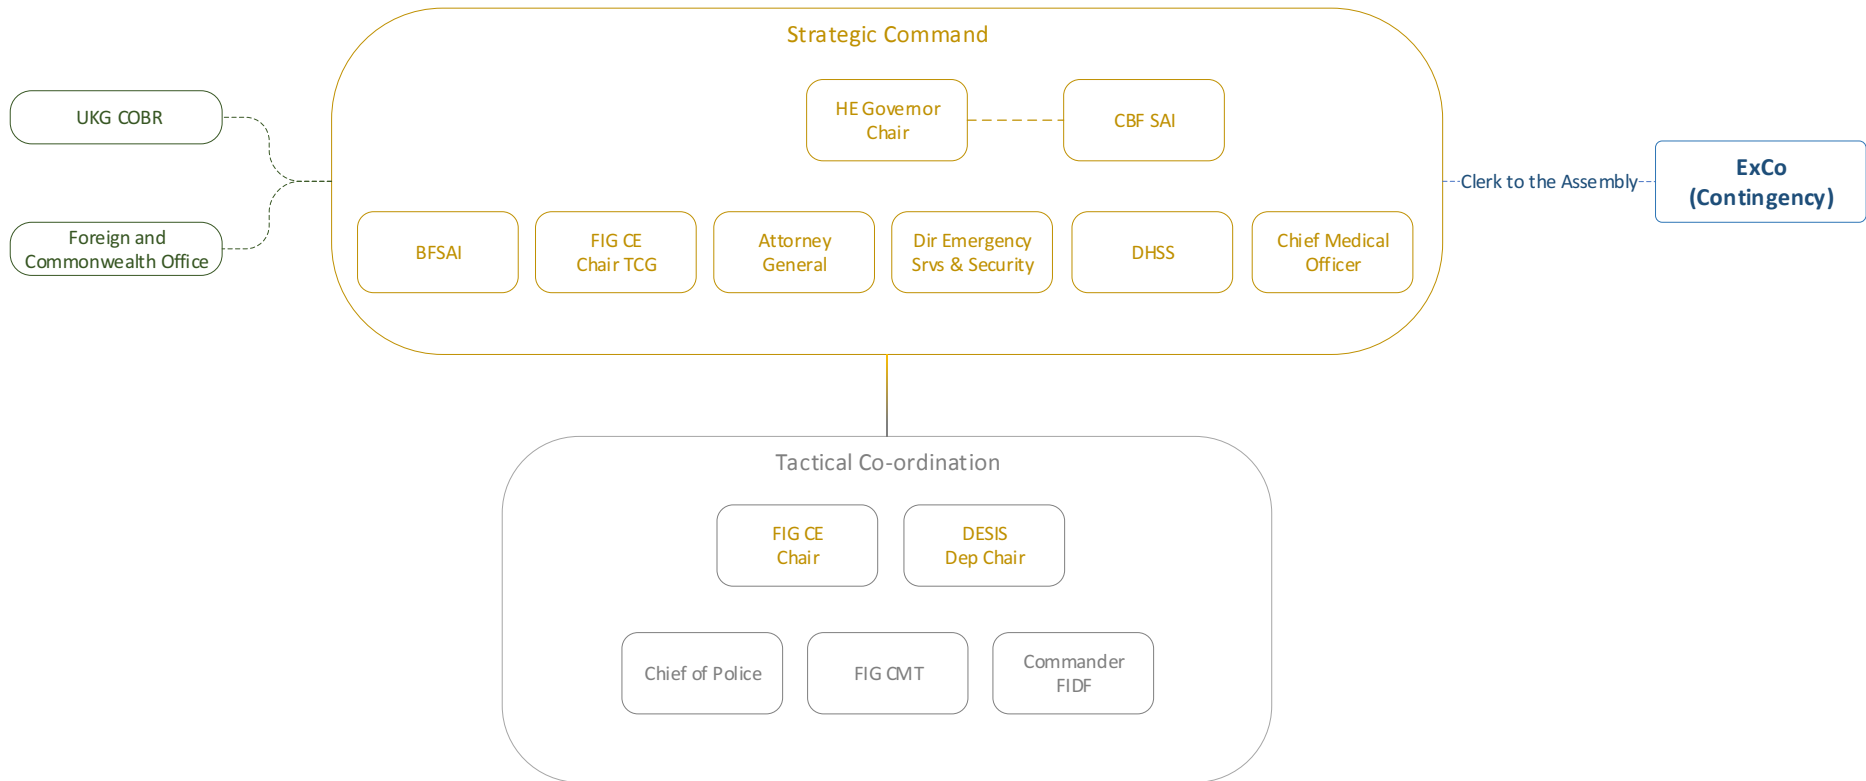 Strategic Command
UKG COBR
HE Governor
Chair
CBF SAI
Clerk to the Assembly
ExCo
(Contingency)
Foreign and
Commonwealth Office
BFSAI
FIG CE
Chair TCG
Attorney
General
Dir Emergency
Srvs & Security
DHSS
Chief Medical
Officer
Tactical Co-ordination
FIG CE
Chair
DESIS
Dep Chair
Chief of Police
FIG CMT
Commander
FIDF